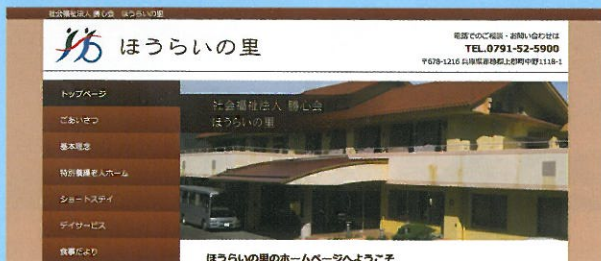 社会福祉法人 勝心会 ほうらいの里
ほうらいの里
電話でのご相談・お問い合わせは
TEL.0791-52-5900
〒678-1216 兵庫県赤穂郡上郡町中野1118-1
トップページ
ごあいさつ
基本理念
特別養護老人ホーム
ショートステイ
デイサービス
食事だより
社会福祉法人 勝心会
ほうらいの里
ほうらいの里のホームページへようこそ